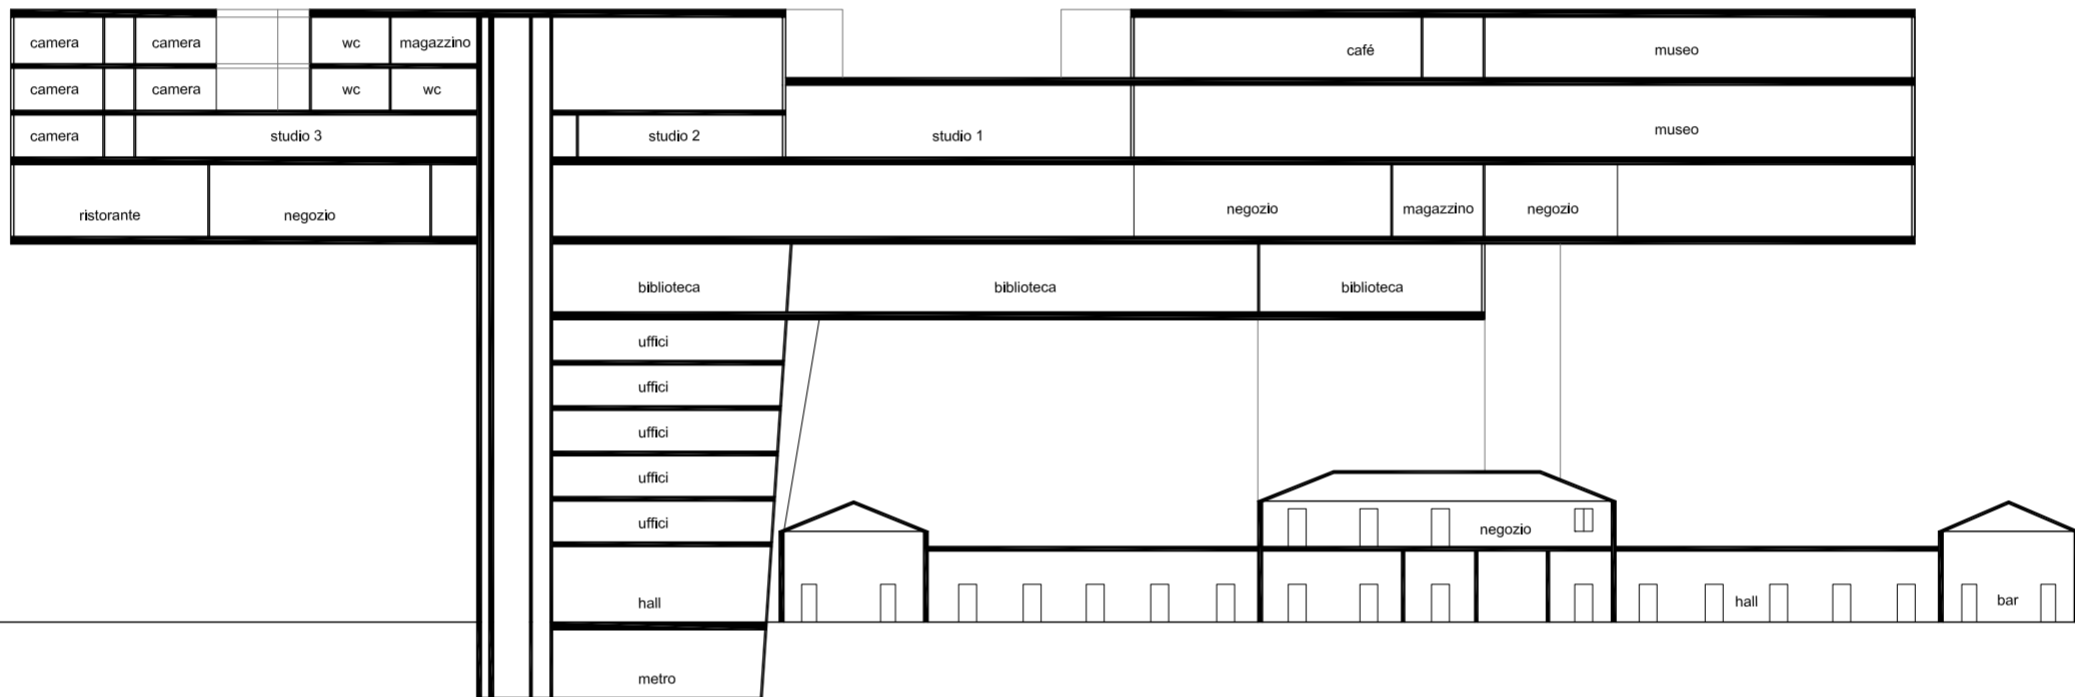 camera
camera
wc
magazzino
café
museo
camera
camera
wc
wc
camera
studio 3
studio 2
studio 1
museo
ristorante
negozio
negozio
magazzino
negozio
biblioteca
biblioteca
biblioteca
uffici
uffici
uffici
uffici
uffici
negozio
hall
hall
bar
metro